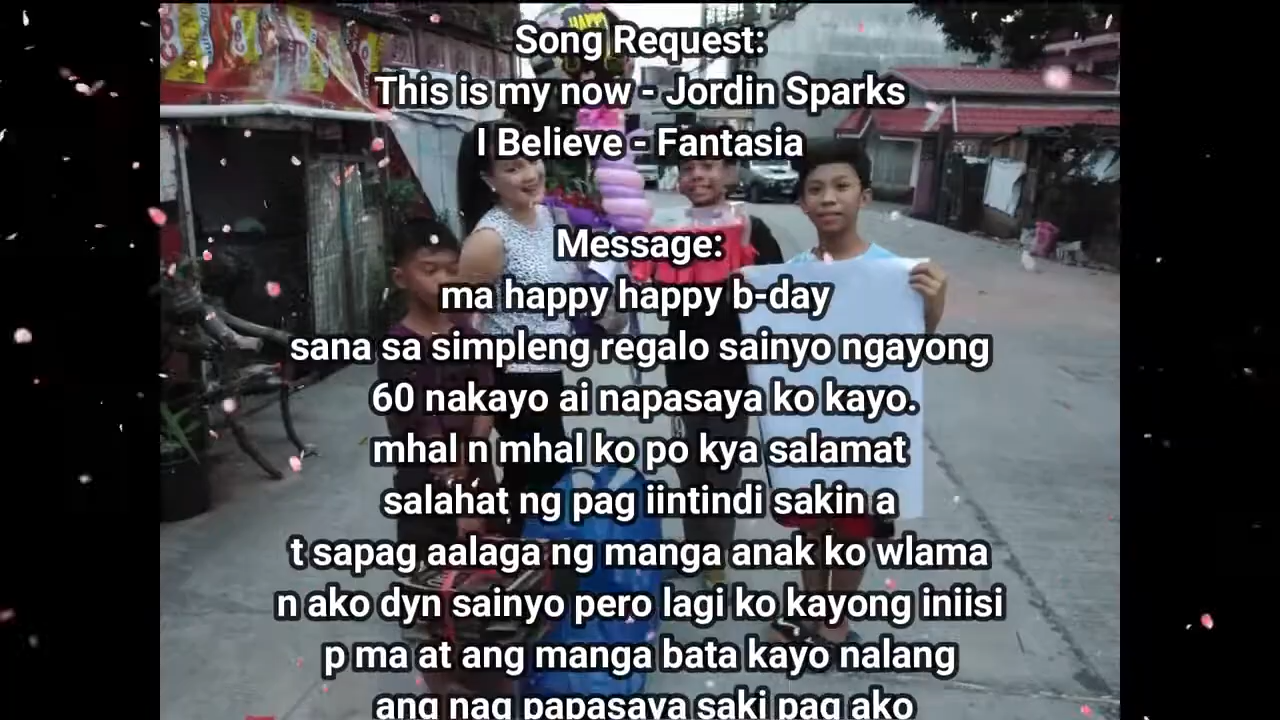 HAPPY
Song Request:
This is my now - Jordin Sparks
I Believe - Fantasia
Message:
ma happy happy b-day
sana sa simpleng regalo sainyo ngayong
60 nakayo ai napasaya ko kayo.
mhal n mhal ko po kya salamat
salahat ng pag iintindi sakin a
t sapag aalaga ng manga anak ko wlama
n ako dyn sainyo pero lagi ko kayong iniisi
p ma at ang manga bata kayo nalang
ang nag papasaya saki pag ako